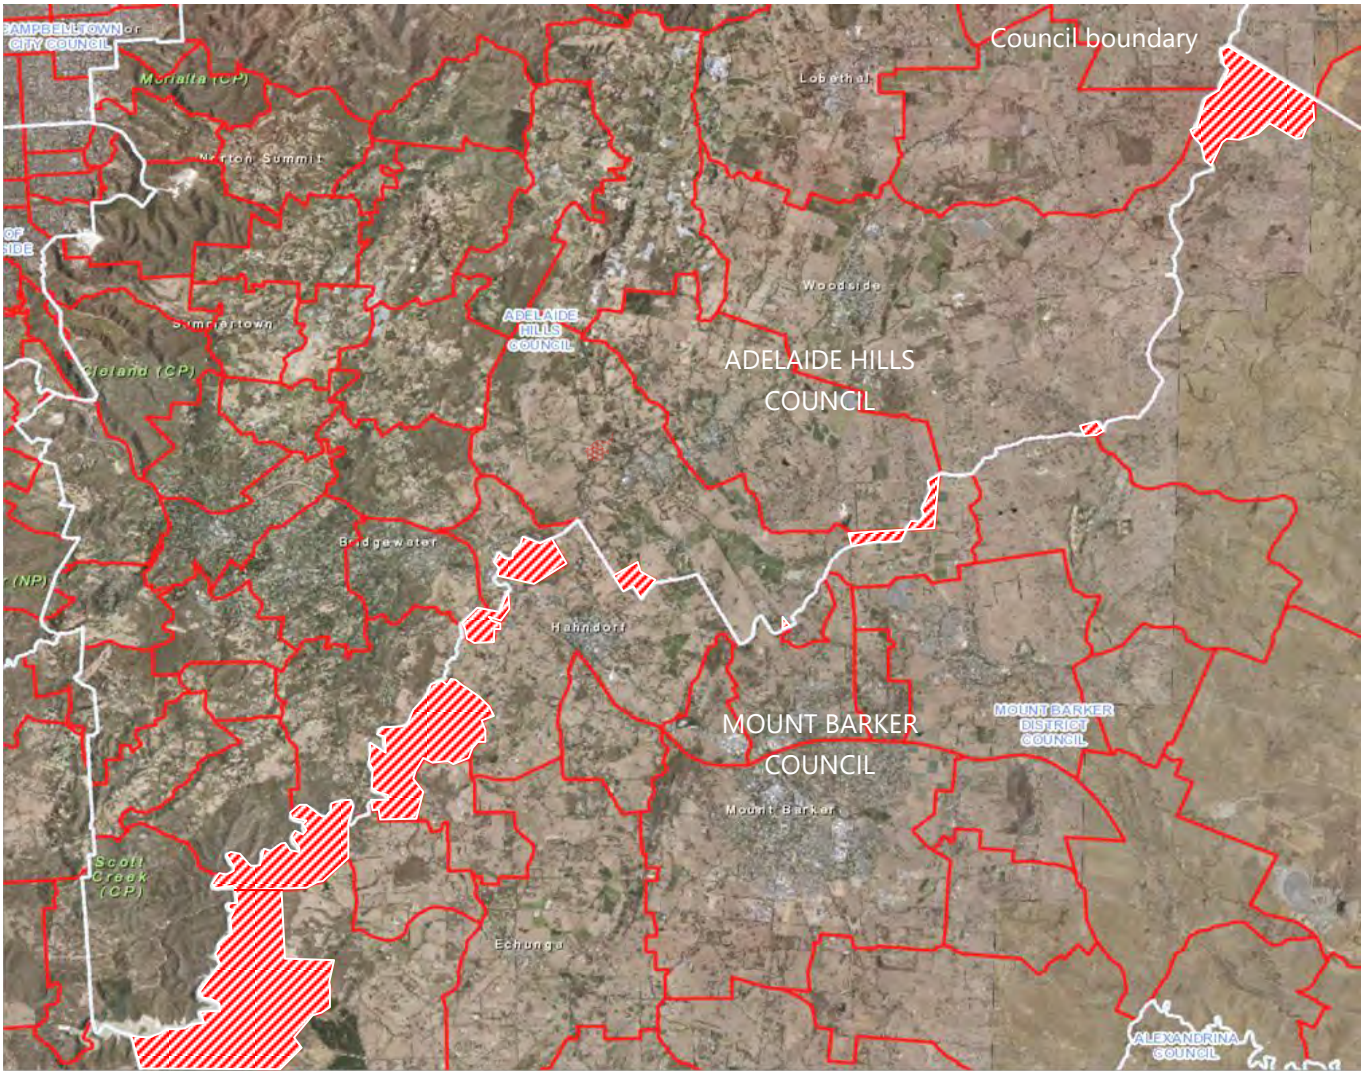 CAMPBELLTOWN
CITY COUNCIL
Council boundary
Morialta (CP)
Lobethal
Norton Summit
OF
SIDE
Woodside
ADELAIDE
HILLS
COUNCIL
Summertown
ADELAIDE HILLS
COUNCIL
Cleland (CP)
Bridgewater
(NP)
Hahndorf
MOUNT BARKER
DISTRICT
COUNCIL
MOUNT BARKER
COUNCIL
Mount Barker
Scott
Creek
(CP)
Echunga
ALEXANDRINA
COUNCIL